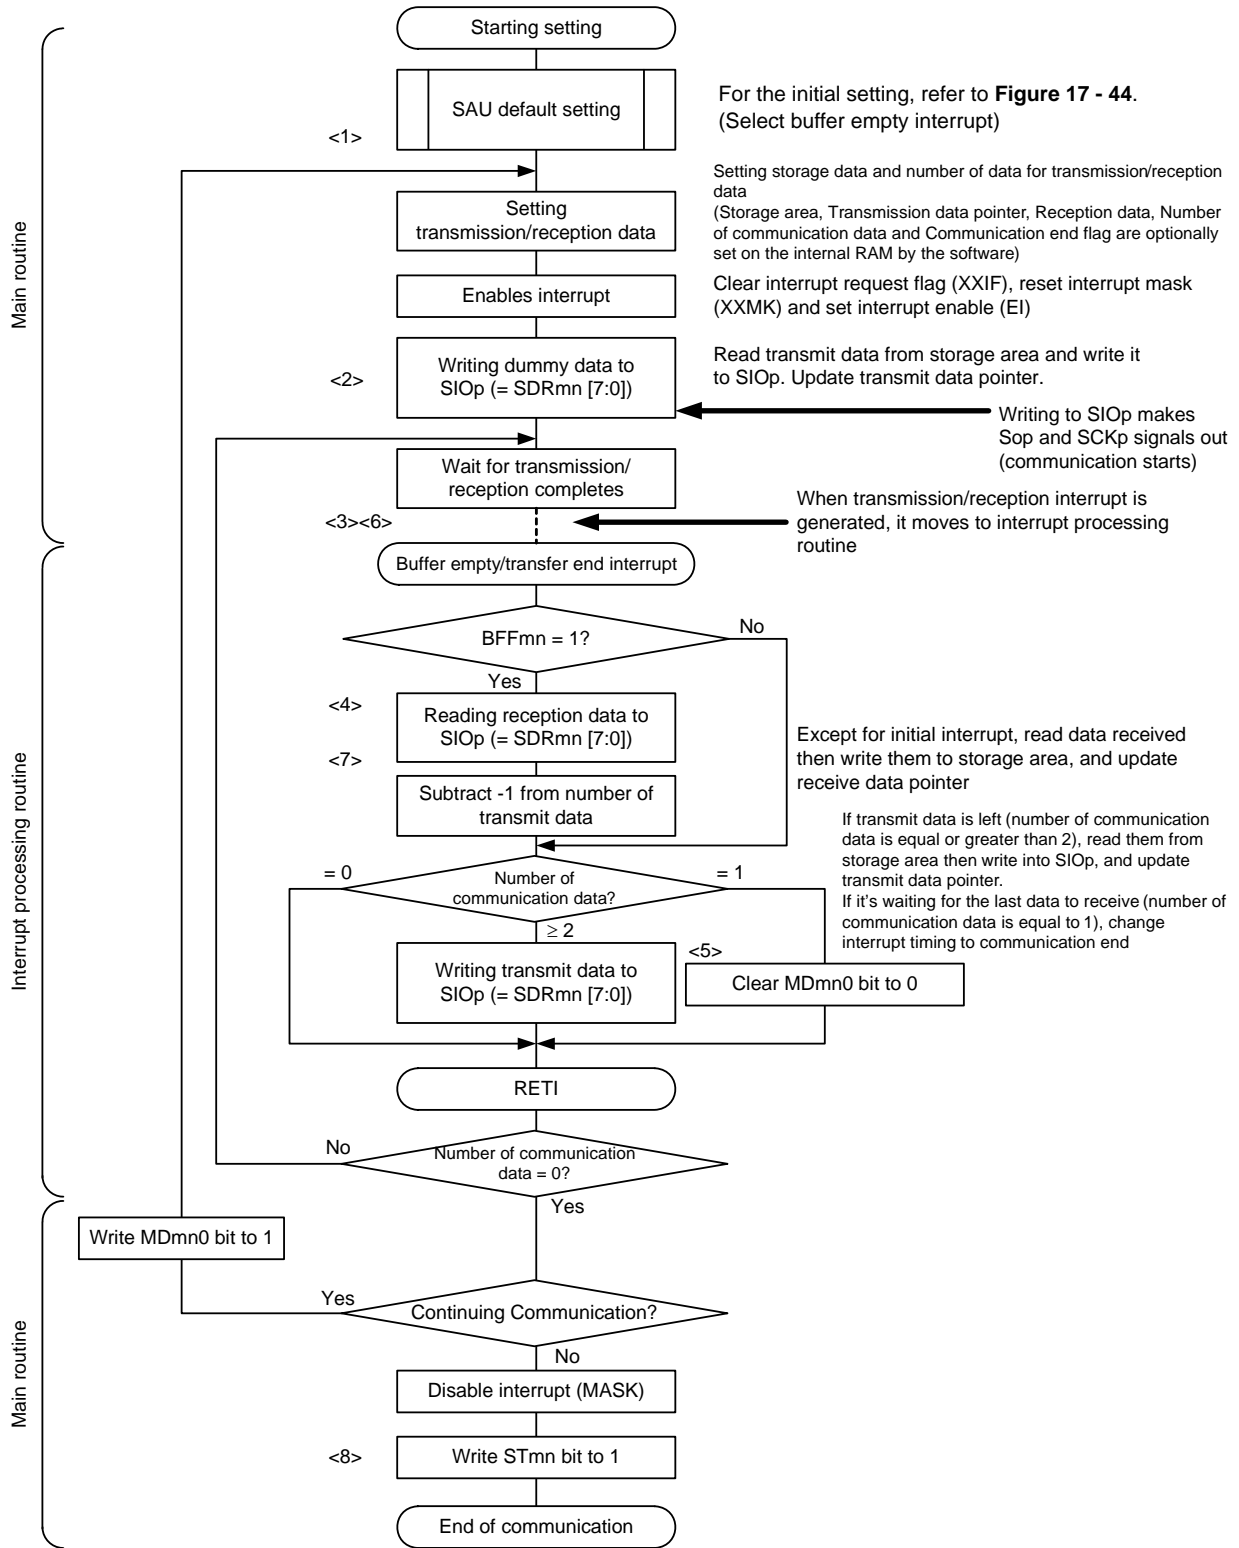 Starting setting
SAU default setting
For the initial setting, refer to Figure 17 - 44.
(Select buffer empty interrupt)
<1>
Setting storage data and number of data for transmission/reception
data
(Storage area, Transmission data pointer, Reception data, Number
of communication data and Communication end flag are optionally
set on the internal RAM by the software)
Setting
transmission/reception data
Main routine
Enables interrupt
Clear interrupt request flag (XXIF), reset interrupt mask
(XXMK) and set interrupt enable (EI)
<2>
Writing dummy data to
SIOp (= SDRmn [7:0])
Read transmit data from storage area and write it
to SIOp. Update transmit data pointer.
Writing to SIOp makes
Sop and SCKp signals out
(communication starts)
Wait for transmission/
reception completes
<3><6>
When transmission/reception interrupt is
generated, it moves to interrupt processing
routine
Buffer empty/transfer end interrupt
BFFmn = 1?
No
Yes
<4>
Reading reception data to
SIOp (= SDRmn [7:0])
Except for initial interrupt, read data received
then write them to storage area, and update
receive data pointer
<7>
Subtract -1 from number of
transmit data
Interrupt processing routine
If transmit data is left (number of communication
data is equal or greater than 2), read them from
storage area then write into SIOp, and update
transmit data pointer.
If it's waiting for the last data to receive (number of
communication data is equal to 1), change
interrupt timing to communication end
= 0
Number of
communication data?
= 1
≥ 2
<5>
Writing transmit data to
SIOp (= SDRmn [7:0])
Clear MDmn0 bit to 0
RETI
No
Number of communication
data = 0?
Yes
Write MDmn0 bit to 1
Yes
Continuing Communication?
No
Main routine
Disable interrupt (MASK)
<8>
Write STmn bit to 1
End of communication